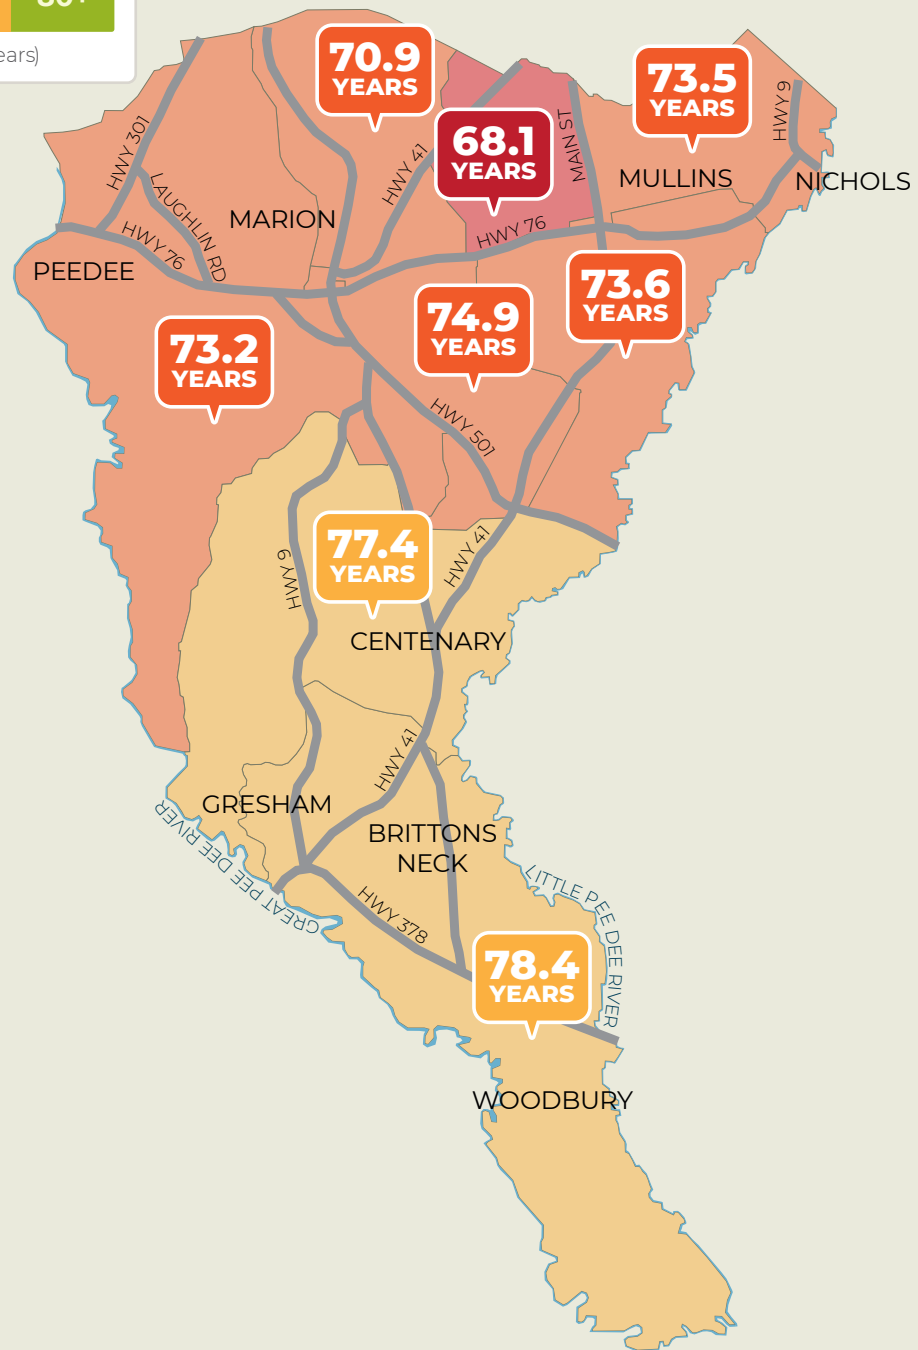 80+
ears)
70.9
YEARS
73.5
YEARS
68.1
YEARS
HWY 301
HWY 41
MAIN ST
HWY 9
MULLINS
NICHOLS
LAUGHLIN RD
MARION
HWY 76
HWY 76
PEEDEE
73.6
YEARS
74.9
YEARS
73.2
YEARS
HWY 501
77.4
YEARS
HWY 41
HWY 9
CENTENARY
HWY 41
GRESHAM
BRITTONS
NECK
GREAT PEE DEE RIVER
LITTLE PEE DEE RIVER
HWY 378
78.4
YEARS
WOODBURY